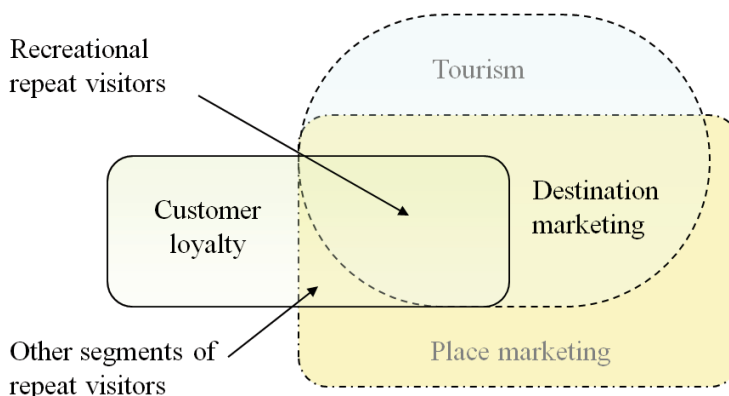 Recreational
repeat visitors
Tourism
Customer
loyalty
Destination
marketing
Other segments of
repeat visitors
Place marketing